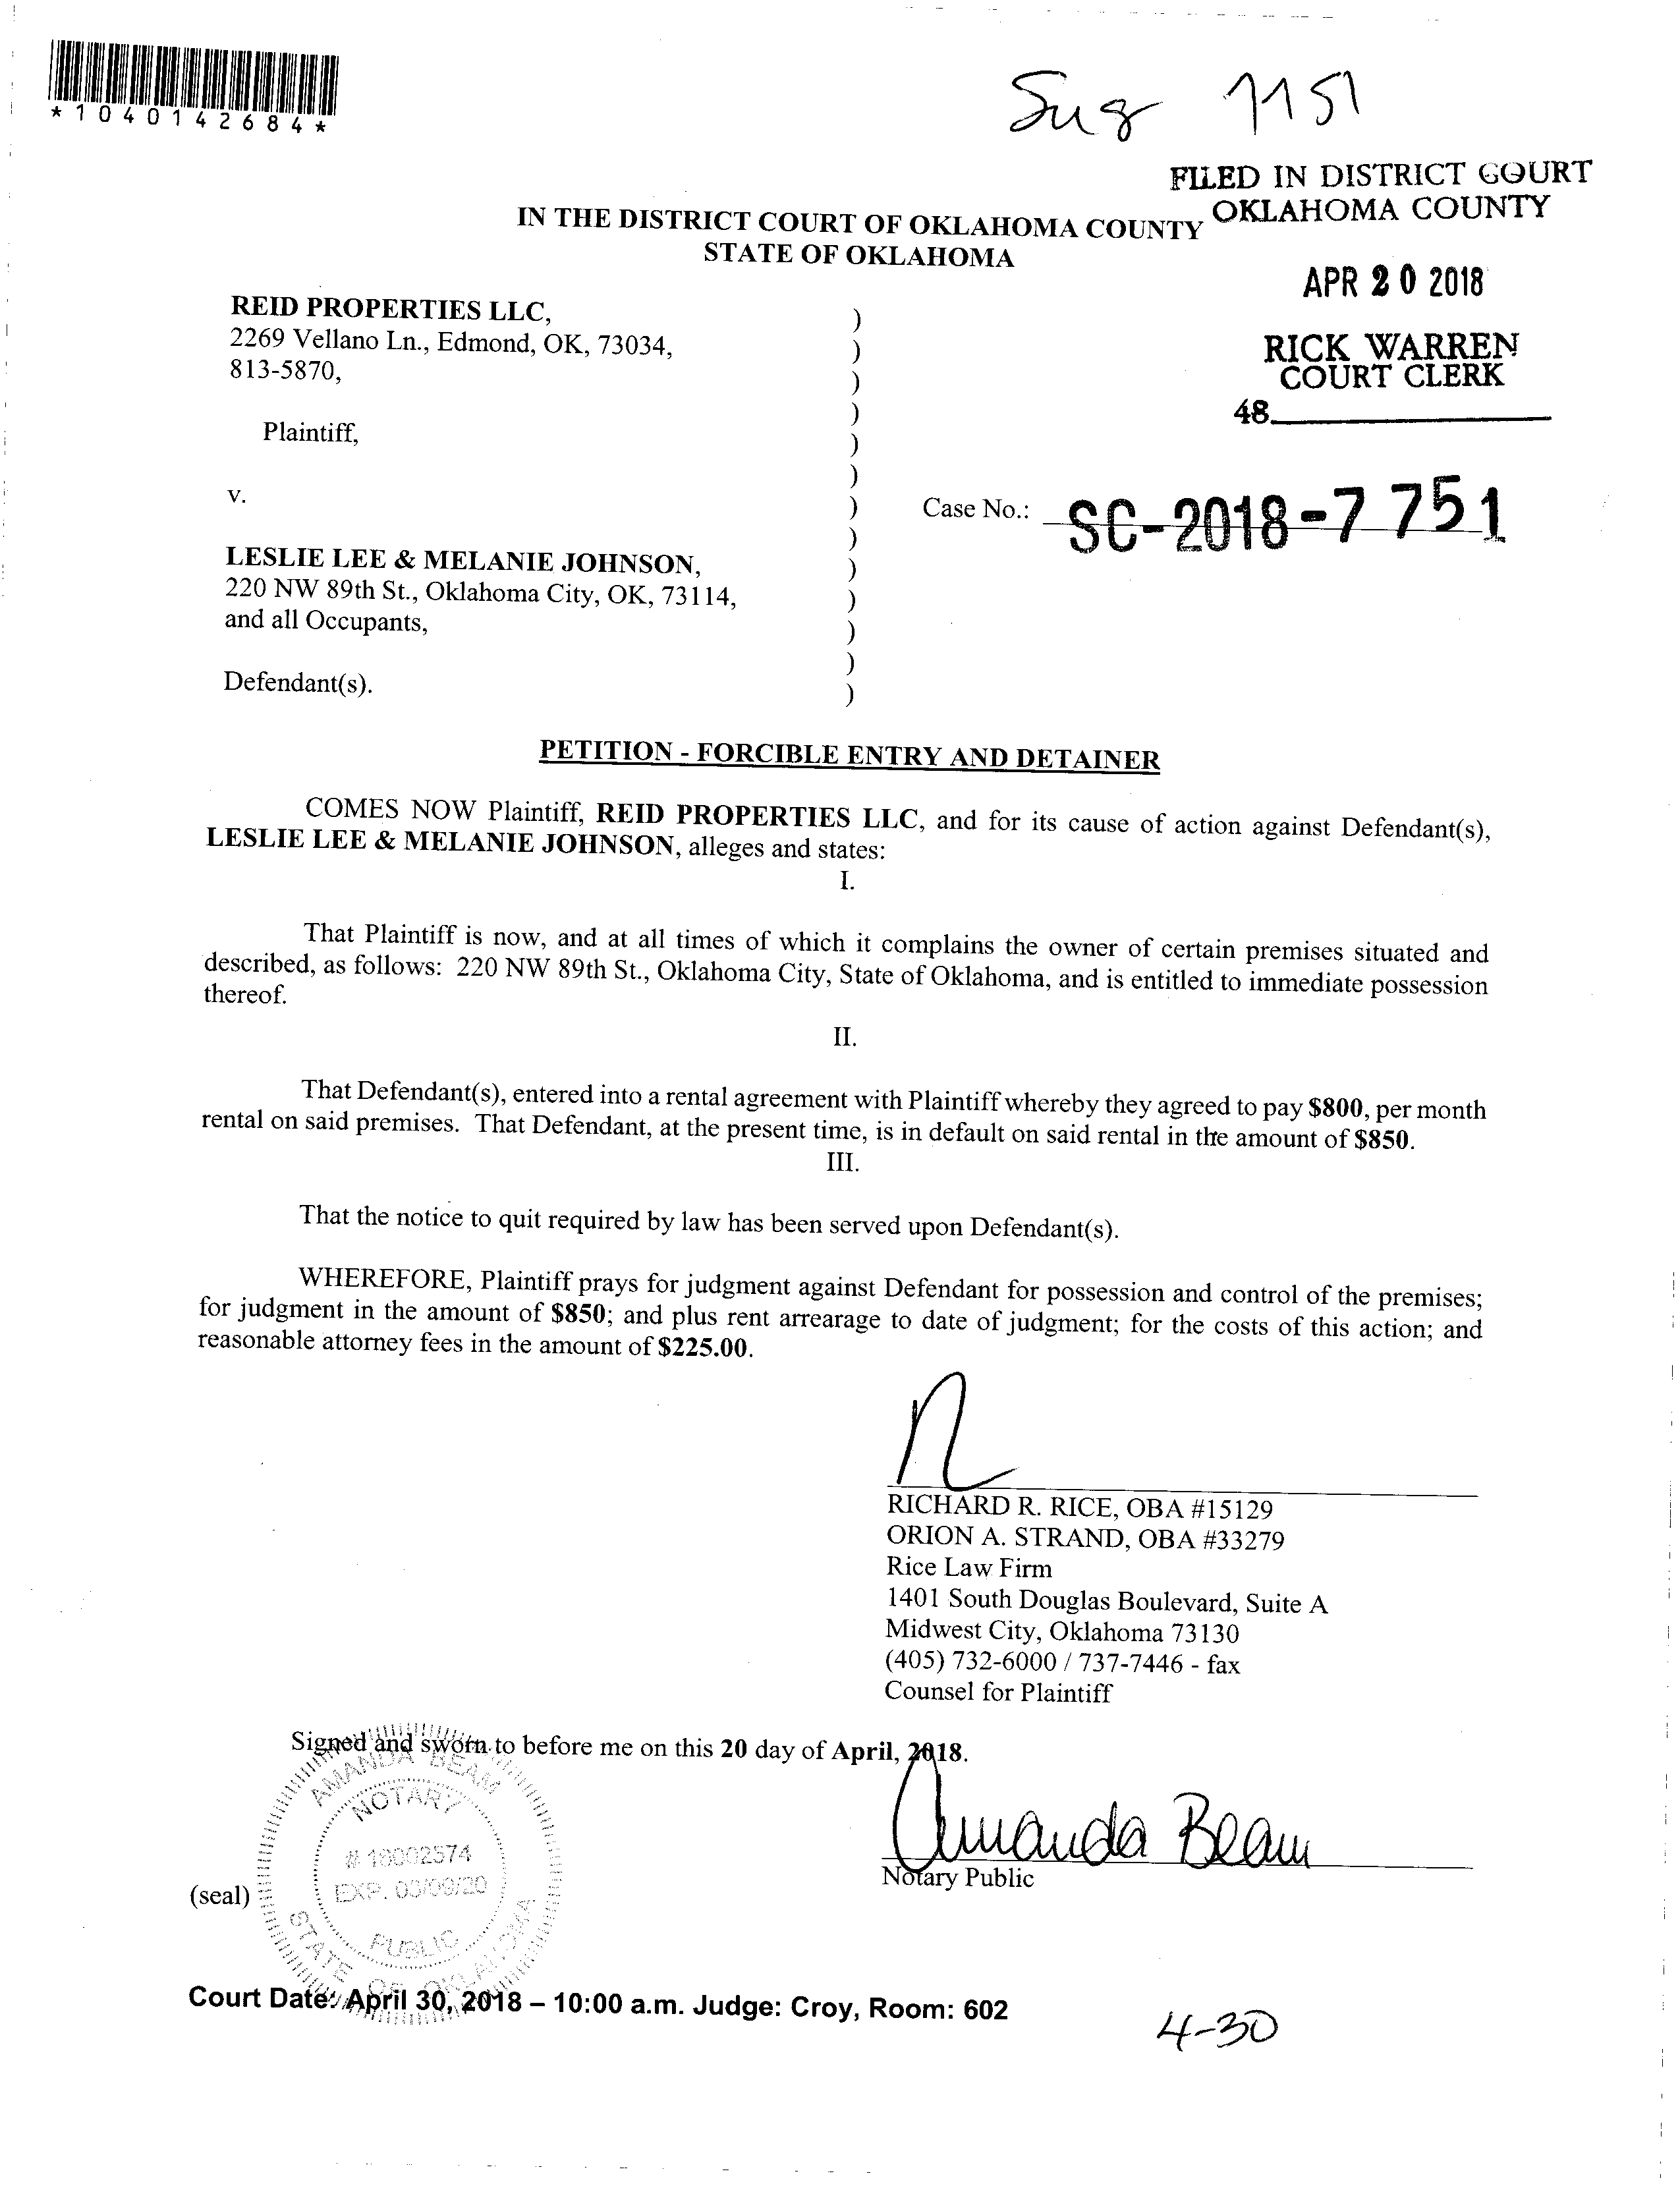 *1040142684*
FILED IN DISTRICT COURT
OKLAHOMA COUNTY
IN THE DISTRICT COURT OF OKLAHOMA COUNTY
STATE OF OKLAHOMA
APR 20 2018
RICK WARREN
COURT CLERK
48
REID PROPERTIES LLC,
2269 Vellano Ln., Edmond, OK, 73034,
813-5870,
Plaintiff,
v.
Case No.: SC-2018-7751
LESLIE LEE & MELANIE JOHNSON,
220 NW 89th St., Oklahoma City, OK, 73114,
and all Occupants,
Defendant(s).
PETITION - FORCIBLE ENTRY AND DETAINER
COMES NOW Plaintiff, REID PROPERTIES LLC, and for its cause of action against Defendant(s),
LESLIE LEE & MELANIE JOHNSON, alleges and states:
I.
That Plaintiff is now, and at all times of which it complains the owner of certain premises situated and
described, as follows: 220 NW 89th St., Oklahoma City, State of Oklahoma, and is entitled to immediate possession
thereof.
II.
That Defendant(s), entered into a rental agreement with Plaintiff whereby they agreed to pay $800, per month
rental on said premises. That Defendant, at the present time, is in default on said rental in the amount of $850.
III.
That the notice to quit required by law has been served upon Defendant(s).
WHEREFORE, Plaintiff prays for judgment against Defendant for possession and control of the premises;
for judgment in the amount of $850; and plus rent arrearage to date of judgment; for the costs of this action; and
reasonable attorney fees in the amount of $225.00.
RICHARD R. RICE, OBA #15129
ORION A. STRAND, OBA #33279
Rice Law Firm
1401 South Douglas Boulevard, Suite A
Midwest City, Oklahoma 73130
(405) 732-6000 / 737-7446 - fax
Counsel for Plaintiff
Signed and sworn to before me on this 20 day of April, 2018.
Amanda Beam
Notary Public
(seal)
AMANDA BEAM
NOTARY
# 18002574
EXP. 03/09/20
PUBLIC
STATE OF OKLAHOMA
Court Date: April 30, 2018 – 10:00 a.m. Judge: Croy, Room: 602
4-30